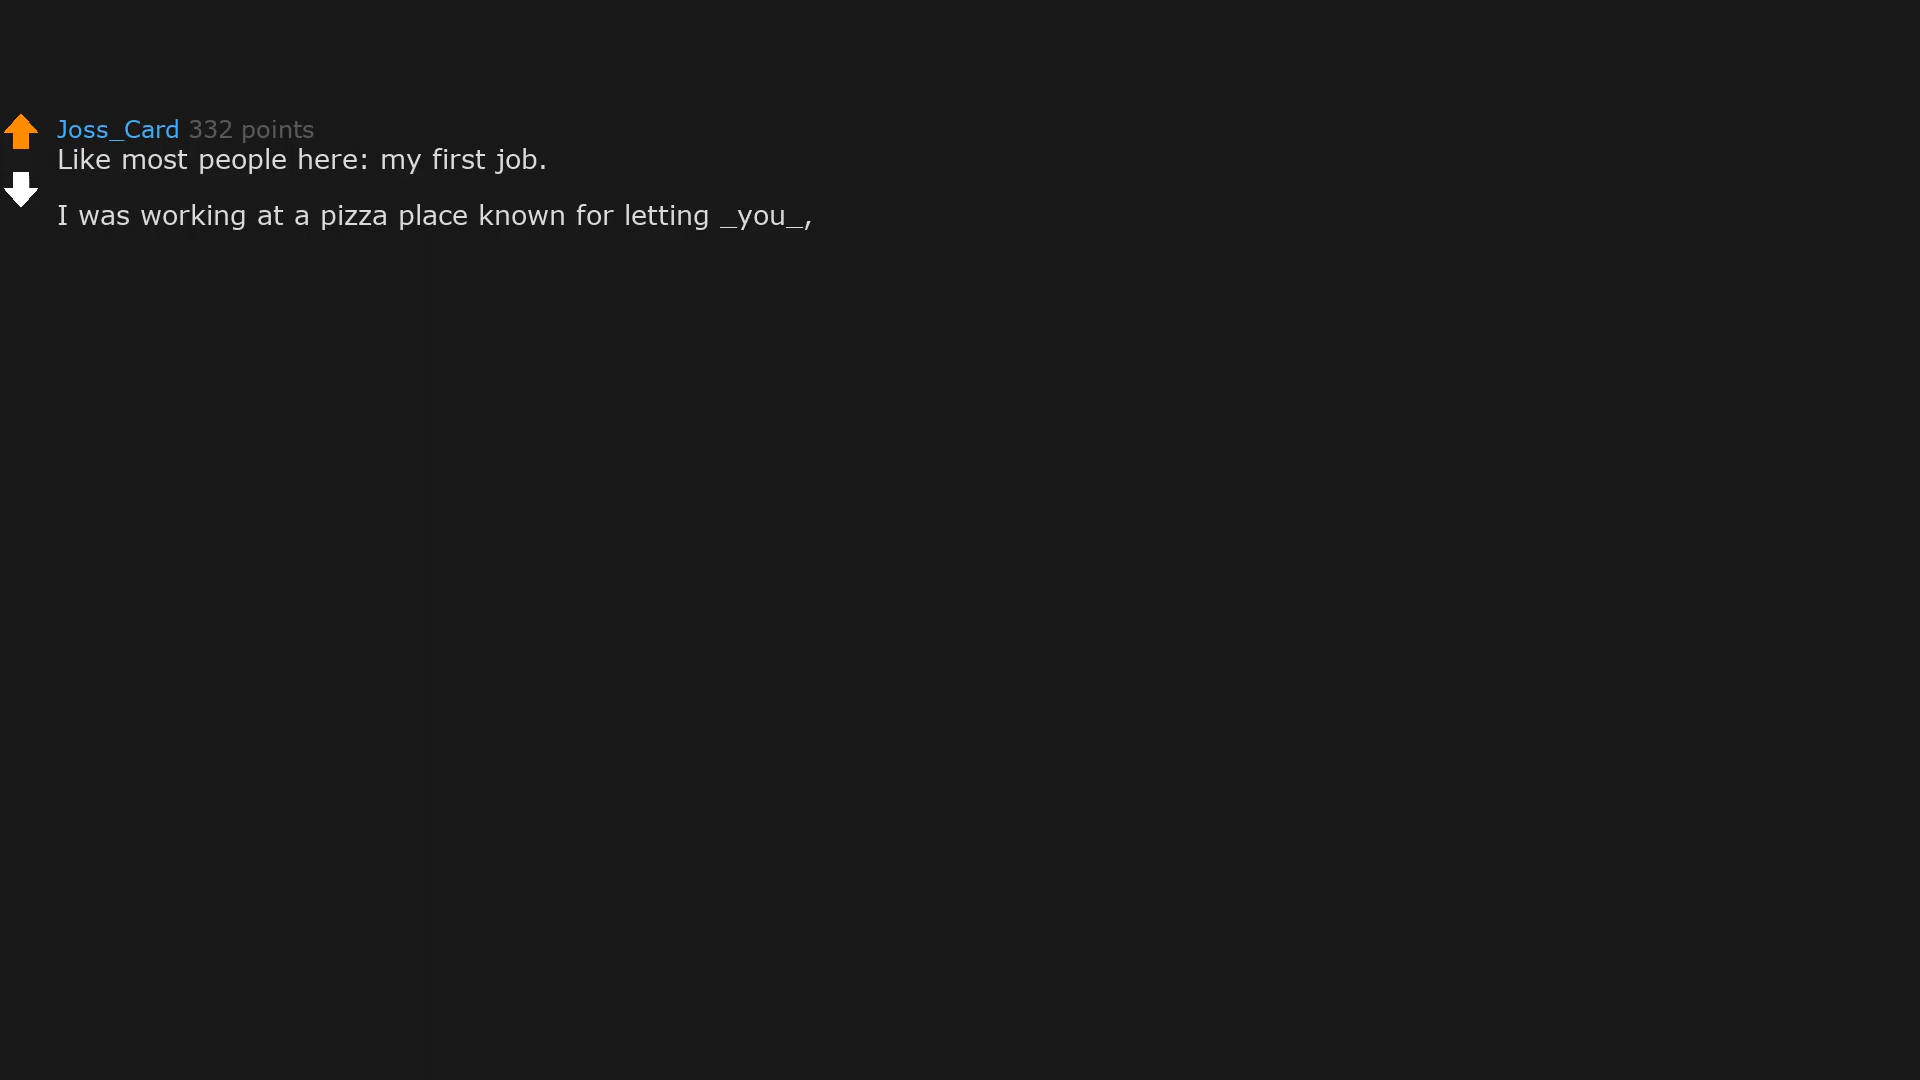 Joss_Card 332 points
Like most people here: my first job.
I was working at a pizza place known for letting _you_,